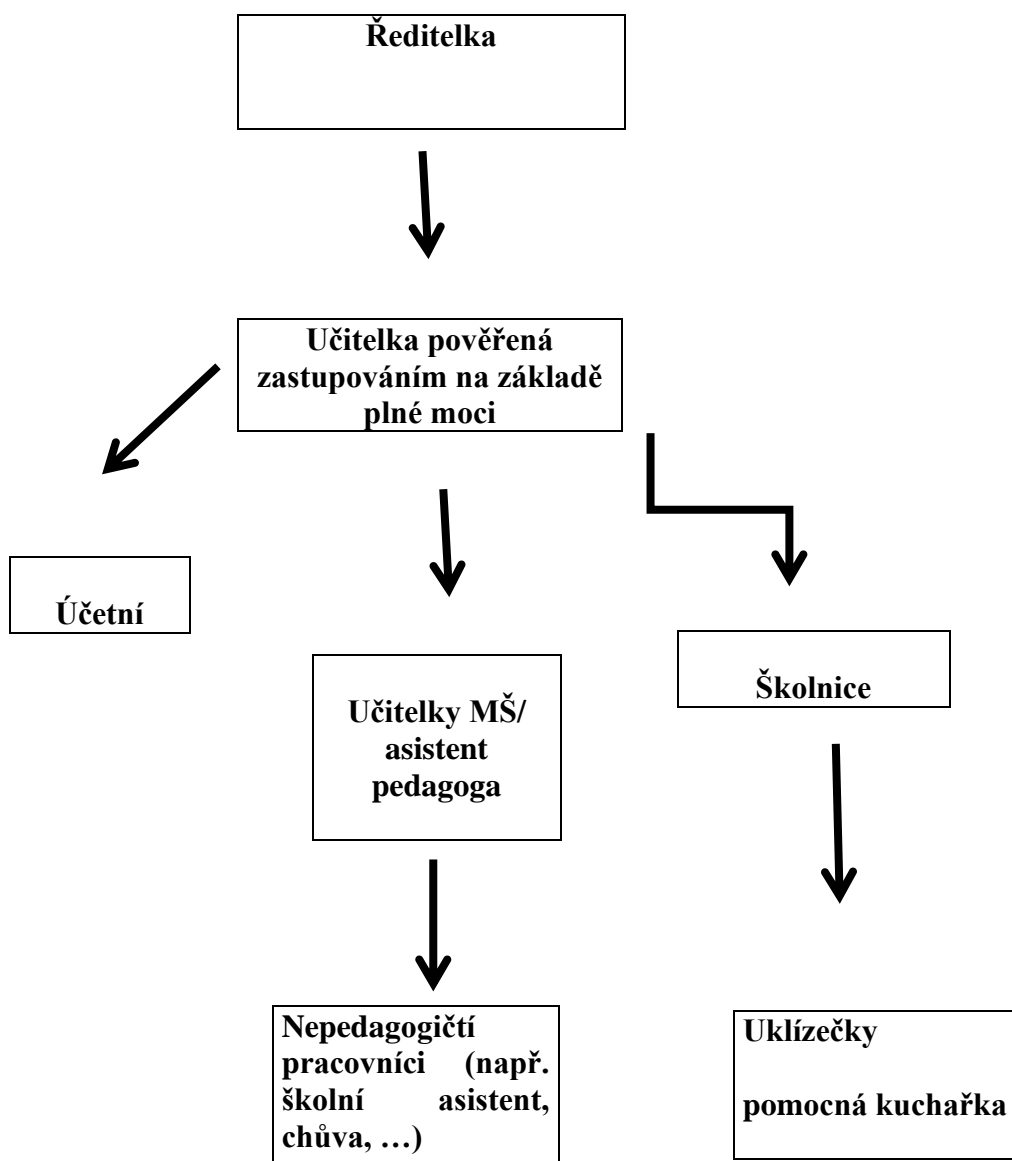 Ředitelka
Učitelka pověřená
zastupováním na základě
plné moci
Účetní
Učitelky MŠ/
asistent
pedagoga
Školnice
Nepedagogičtí
pracovníci (např.
školní asistent,
chůva, …)
Uklízečky
pomocná kuchařka